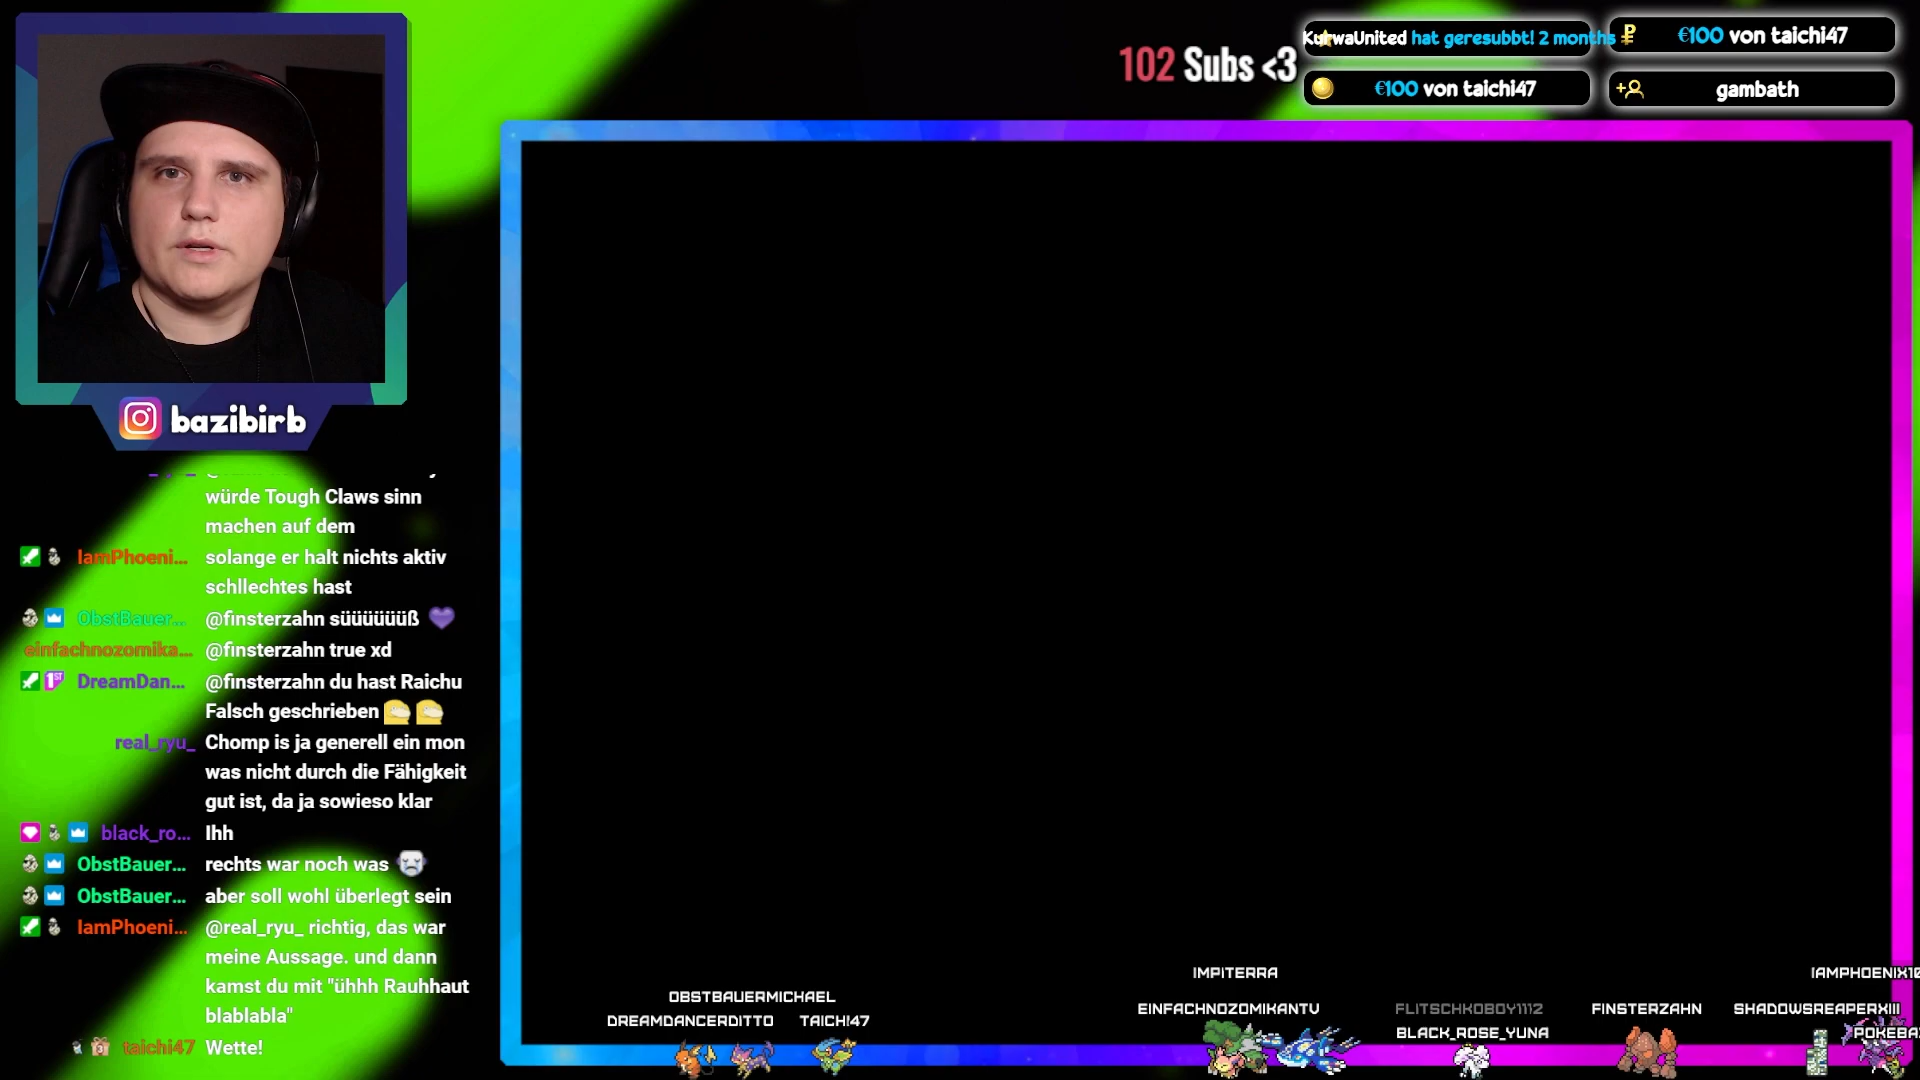 102 Subs <3
KurwaUnited hat geresubbt! 2 months
€100 von taichi47
€100 von taichi47
gambath
bazibirb
würde Tough Claws sinn
machen auf dem
IamPhoeni... solange er halt nichts aktiv
schllechtes hast
ObstBauer... @finsterzahn süüüüüüß
einfachnozomika... @finsterzahn true xd
DreamDan... @finsterzahn du hast Raichu
Falsch geschrieben
real_ryu_ Chomp is ja generell ein mon
was nicht durch die Fähigkeit
gut ist, da ja sowieso klar
black_ro... Ihh
ObstBauer... rechts war noch was
ObstBauer... aber soll wohl überlegt sein
IamPhoeni... @real_ryu_ richtig, das war
meine Aussage. und dann
kamst du mit "ühhh Rauhhaut
blablabla"
taichi47 Wette!
IMPITERRA
IAMPHOENIX10
OBSTBAUERMICHAEL
EINFACHNOZOMIKANTV
FLITSCHKOBOY1112
FINSTERZAHN
SHADOWSREAPERXIII
DREAMDANCERDITTO
TAICHI47
BLACK_ROSE_YUNA
POKEBA